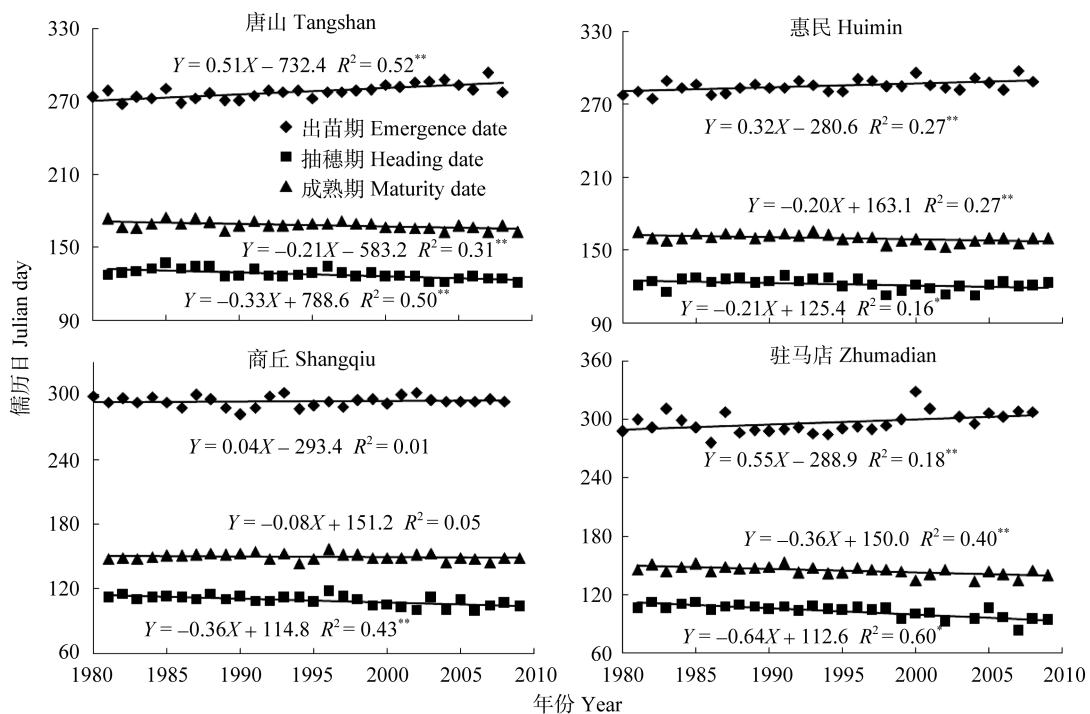 唐山 Tangshan
330
270
210
150
90
Y = 0.51X – 732.4 R² = 0.52**
出苗期 Emergence date
抽穗期 Heading date
成熟期 Maturity date
Y = –0.21X – 583.2 R² = 0.31**
Y = –0.33X + 788.6 R² = 0.50**
惠民 Huimin
330
270
210
150
90
Y = 0.32X – 280.6 R² = 0.27**
Y = –0.20X + 163.1 R² = 0.27**
Y = –0.21X + 125.4 R² = 0.16*
儒历日 Julian day
商丘 Shangqiu
300
240
180
120
60
Y = 0.04X – 293.4 R² = 0.01
Y = –0.08X + 151.2 R² = 0.05
Y = –0.36X + 114.8 R² = 0.43**
1980 1985 1990 1995 2000 2005 2010
驻马店 Zhumadian
360
300
240
180
120
60
Y = 0.55X – 288.9 R² = 0.18**
Y = –0.36X + 150.0 R² = 0.40**
Y = –0.64X + 112.6 R² = 0.60*
1980 1985 1990 1995 2000 2005 2010
年份 Year